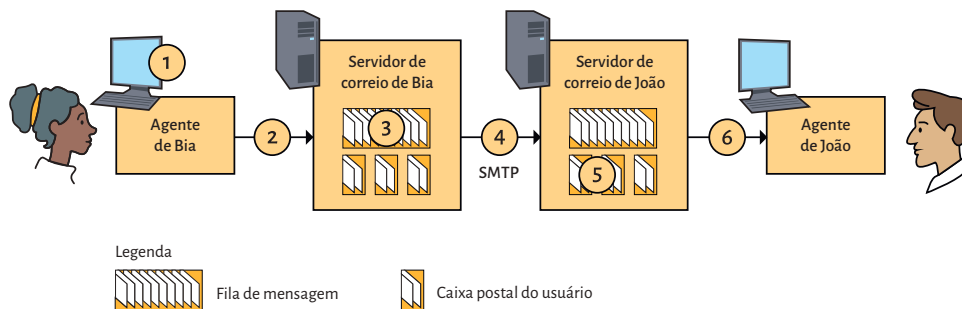 1
Agente
de Bia
2
Servidor de
correio de Bia
3
4
SMTP
Servidor de
correio de João
5
6
Agente
de João
Legenda
Fila de mensagem
Caixa postal do usuário